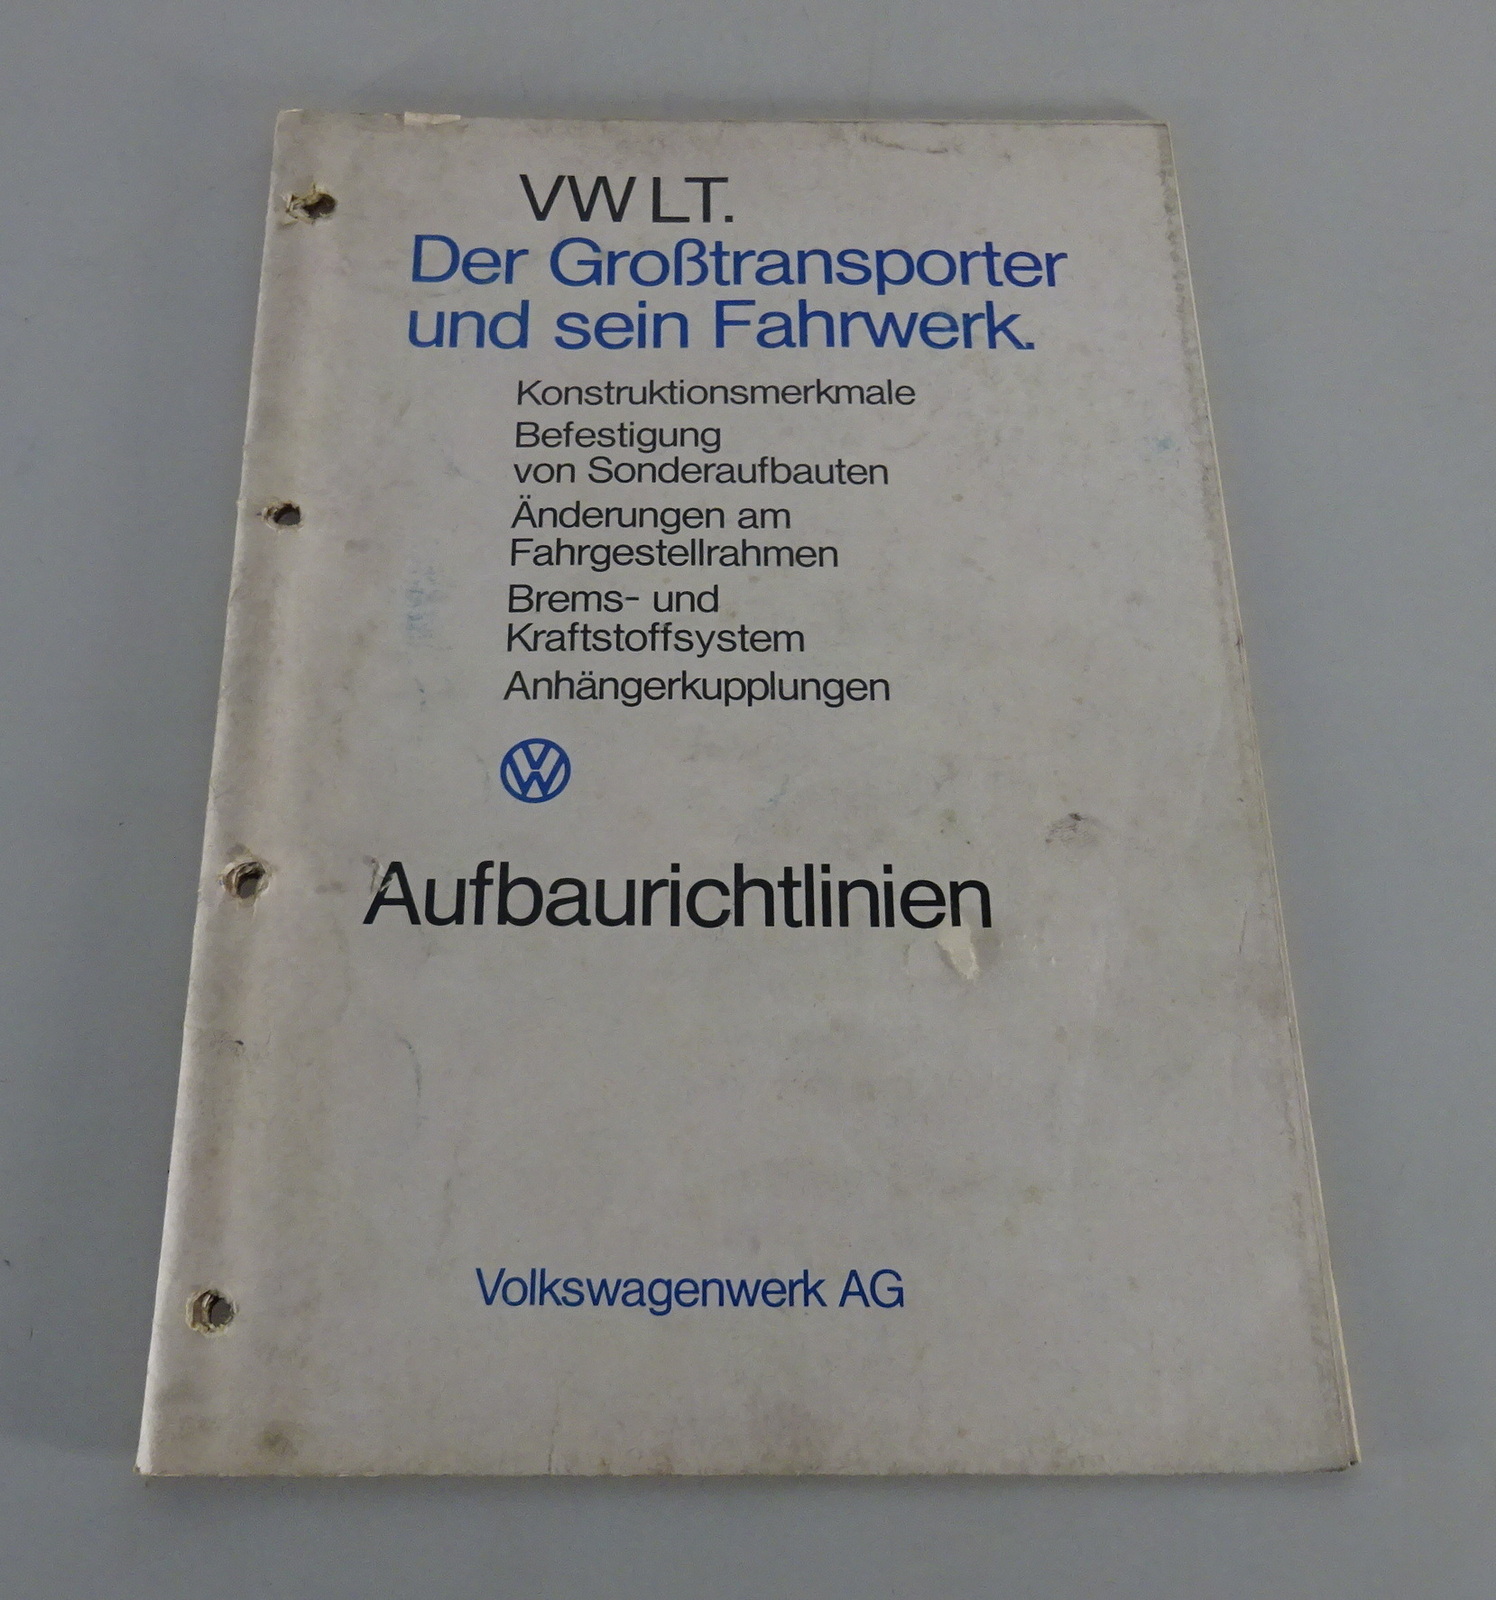 VW LT.
Der Großtransporter
und sein Fahrwerk.
Konstruktionsmerkmale
Befestigung
von Sonderaufbauten
Änderungen am
Fahrgestellrahmen
Brems- und
Kraftstoffsystem
Anhängerkupplungen
VW
Aufbaurichtlinien
Volkswagenwerk AG